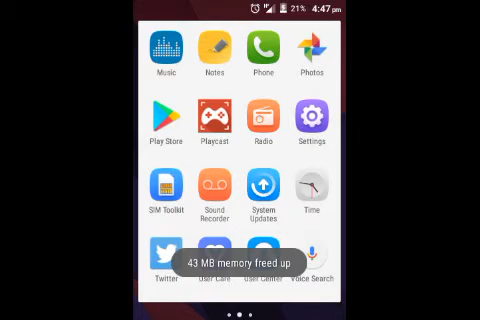 21% 4:47 pm
Music Notes Phone Photos
Play Store Playcast Radio Settings
SIM Toolkit Sound Recorder System Updates Time
43 MB memory freed up
Twitter User Care User Center Voice Search